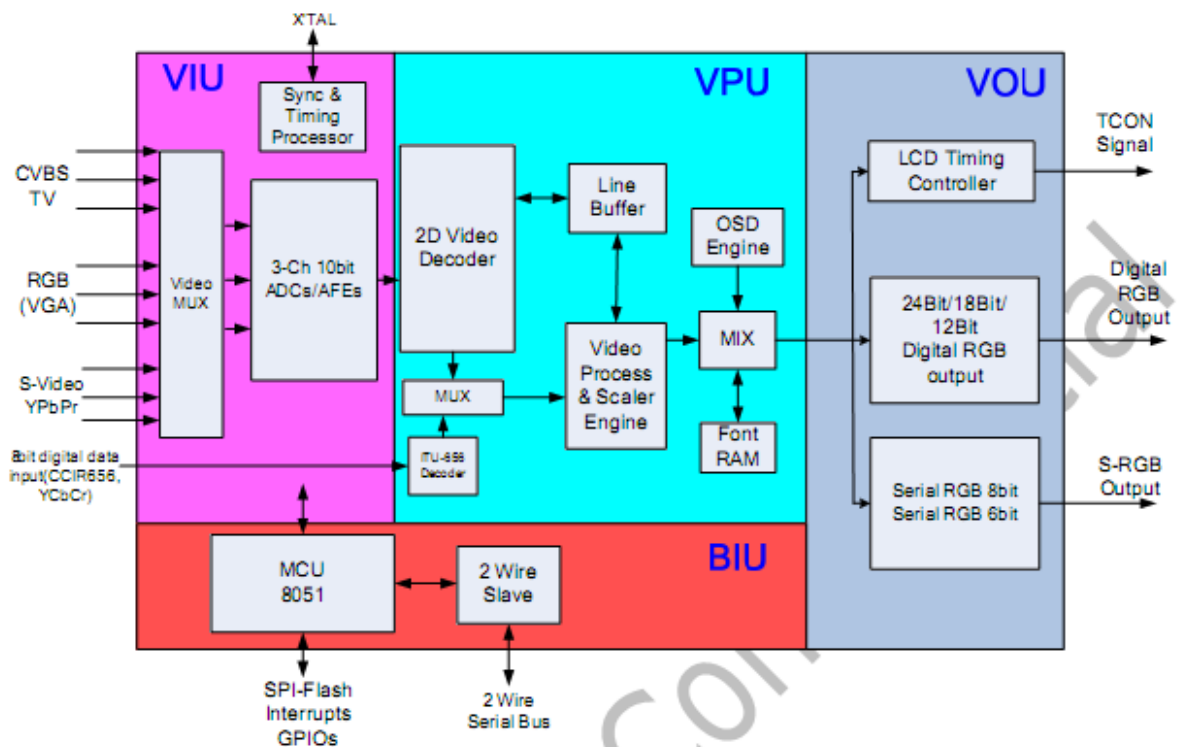 X'TAL
VIU
VPU
VOU
Sync &
Timing
Processor
CVBS
TV
RGB
(VGA)
S-Video
YPbPr
8bit digital data
input(CCIR656,
YCbCr)
Video
MUX
3-Ch 10bit
ADCs/AFEs
2D Video
Decoder
Line
Buffer
OSD
Engine
MUX
ITU-656
Decoder
Video
Process
& Scaler
Engine
MIX
Font
RAM
LCD Timing
Controller
24Bit/18Bit/
12Bit
Digital RGB
output
Serial RGB 8bit
Serial RGB 6bit
TCON
Signal
Digital
RGB
Output
S-RGB
Output
BIU
MCU
8051
2 Wire
Slave
SPI-Flash
Interrupts
GPIOs
2 Wire
Serial Bus